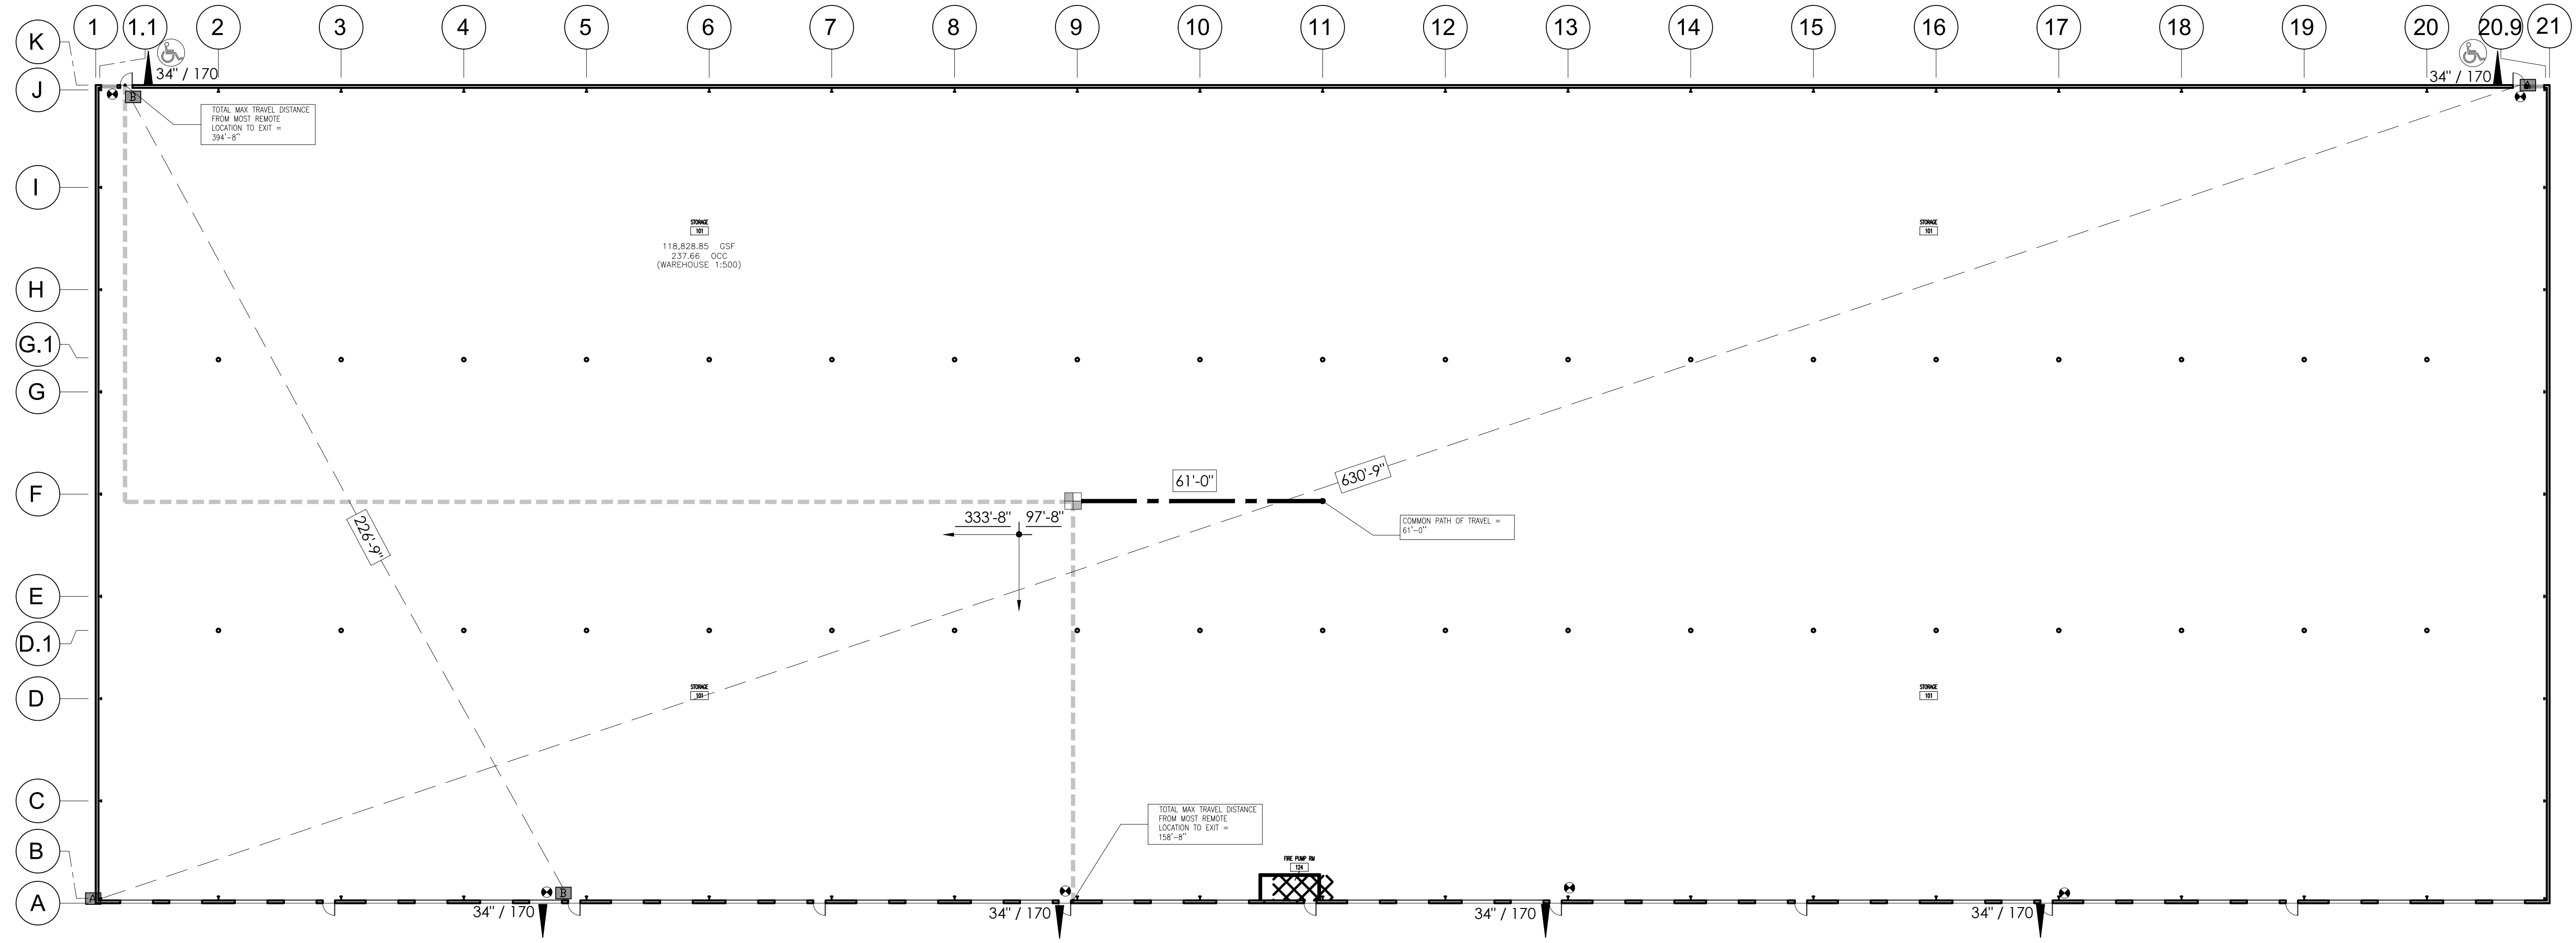 1
1.1
2
3
4
5
6
7
8
9
10
11
12
13
14
15
16
17
18
19
20
20.9
21
K
J
34" / 170
34" / 170
B
A
TOTAL MAX TRAVEL DISTANCE
FROM MOST REMOTE
LOCATION TO EXIT =
394'-8"
I
STORAGE
101
118,828.85 GSF
237.66 OCC
(WAREHOUSE 1:500)
STORAGE
101
H
G.1
G
F
61'-0"
630'-9"
226'-9"
333'-8"
97'-8"
COMMON PATH OF TRAVEL =
61'-0"
E
D.1
D
STORAGE
101
STORAGE
101
C
TOTAL MAX TRAVEL DISTANCE
FROM MOST REMOTE
LOCATION TO EXIT =
158'-8"
B
FIRE PUMP RM
124
A
A
B
34" / 170
34" / 170
34" / 170
34" / 170